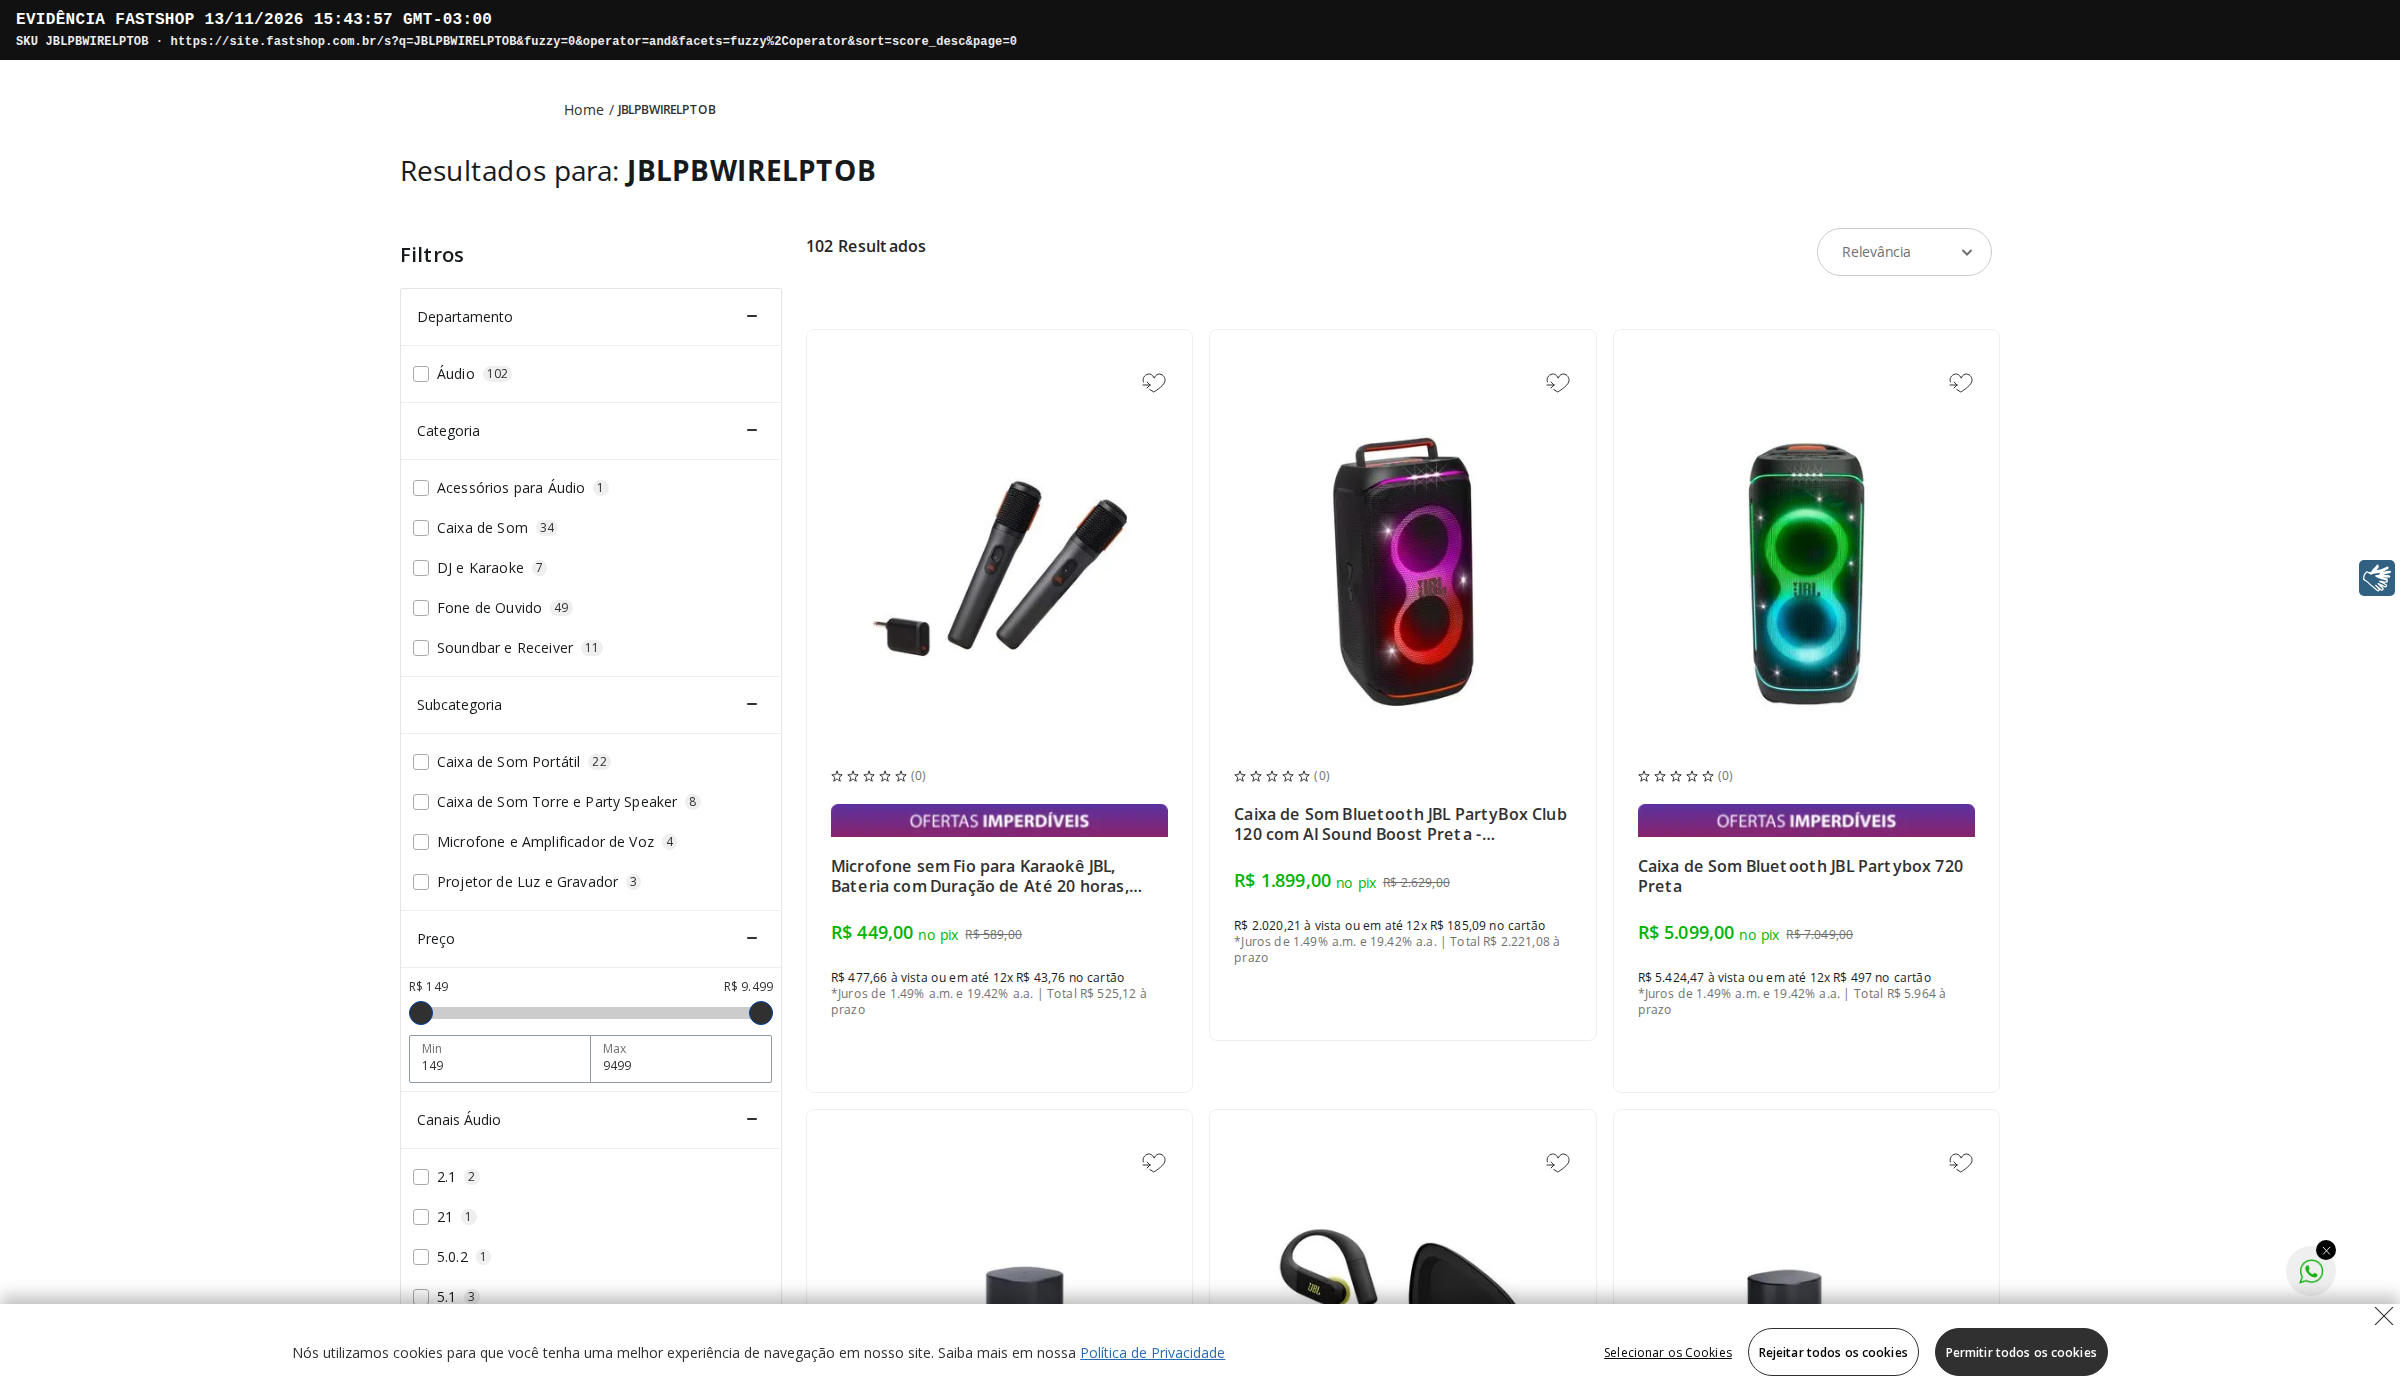 EVIDÊNCIA FASTSHOP 13/11/2026 15:43:57 GMT-03:00
SKU JBLPBWIRELPTOB · https://site.fastshop.com.br/s?q=JBLPBWIRELPTOB&fuzzy=0&operator=and&facets=fuzzy%2Coperator&sort=score_desc&page=0
Home / JBLPBWIRELPTOB
Resultados para: JBLPBWIRELPTOB
Filtros
102 Resultados
Relevância
Departamento
Áudio 102
Categoria
Acessórios para Áudio 1
Caixa de Som 34
DJ e Karaoke 7
Fone de Ouvido 49
Soundbar e Receiver 11
Subcategoria
Caixa de Som Portátil 22
Caixa de Som Torre e Party Speaker 8
Microfone e Amplificador de Voz 4
Projetor de Luz e Gravador 3
Preço
R$ 149 R$ 9.499
Min
149
Max
9499
Canais Áudio
2.1 2
21 1
5.0.2 1
5.1 3
(0)
OFERTAS IMPERDÍVEIS
Microfone sem Fio para Karaokê JBL,
Bateria com Duração de Até 20 horas,...
R$ 449,00 no pix R$ 589,00
R$ 477,66 à vista ou em até 12x R$ 43,76 no cartão
*Juros de 1.49% a.m. e 19.42% a.a. | Total R$ 525,12 à
prazo
JBL
(0)
Caixa de Som Bluetooth JBL PartyBox Club
120 com AI Sound Boost Preta -...
R$ 1.899,00 no pix R$ 2.629,00
R$ 2.020,21 à vista ou em até 12x R$ 185,09 no cartão
*Juros de 1.49% a.m. e 19.42% a.a. | Total R$ 2.221,08 à
prazo
JBL
(0)
OFERTAS IMPERDÍVEIS
Caixa de Som Bluetooth JBL Partybox 720
Preta
R$ 5.099,00 no pix R$ 7.049,00
R$ 5.424,47 à vista ou em até 12x R$ 497 no cartão
*Juros de 1.49% a.m. e 19.42% a.a. | Total R$ 5.964 à
prazo
JBL
Nós utilizamos cookies para que você tenha uma melhor experiência de navegação em nosso site. Saiba mais em nossa Política de Privacidade
Selecionar os Cookies
Rejeitar todos os cookies
Permitir todos os cookies